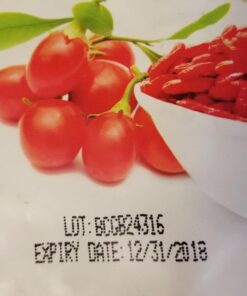 LOT: BCGB24316
EXPIRY DATE: 12/31/2018